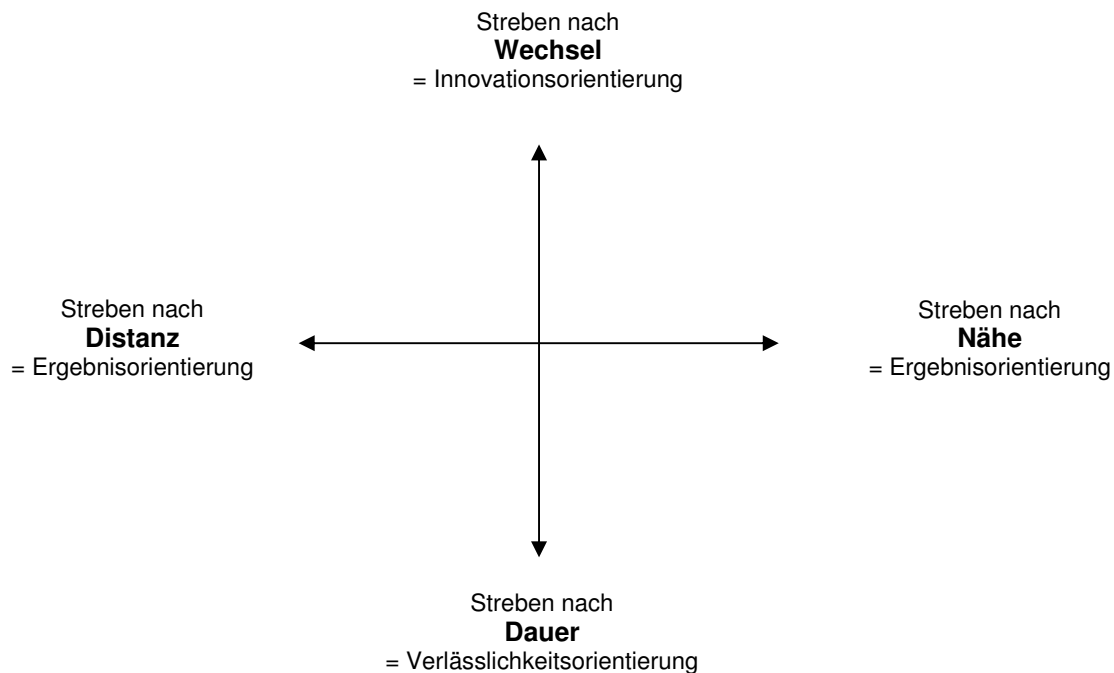 Streben nach
Wechsel
= Innovationsorientierung
Streben nach
Distanz
= Ergebnisorientierung
Streben nach
Nähe
= Ergebnisorientierung
Streben nach
Dauer
= Verlässlichkeitsorientierung